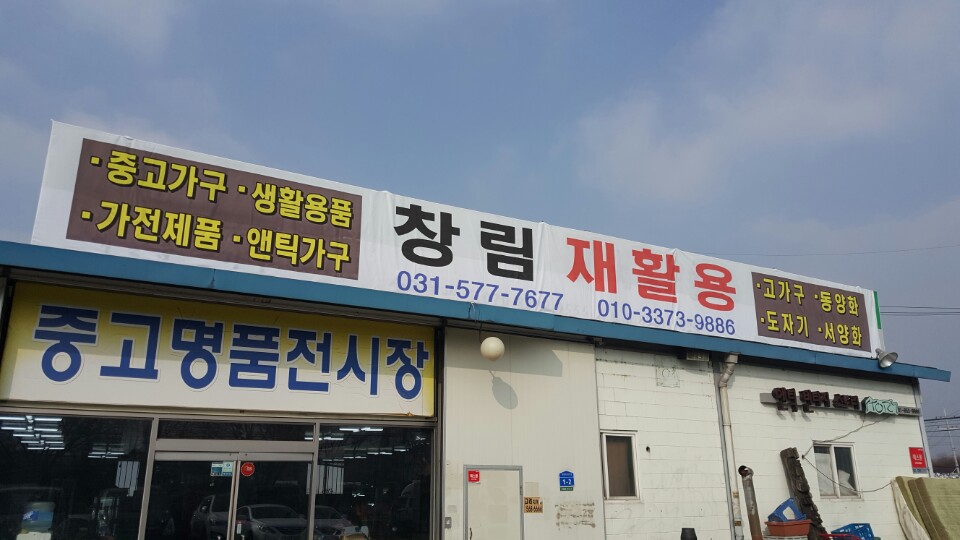 ·중고가구 ·생활용품
·가전제품 ·앤틱가구
창림 재활용
031-577-7677 010-3373-9886
·고가구 ·동양화
·도자기 ·서양화
중고명품전시장
1-2